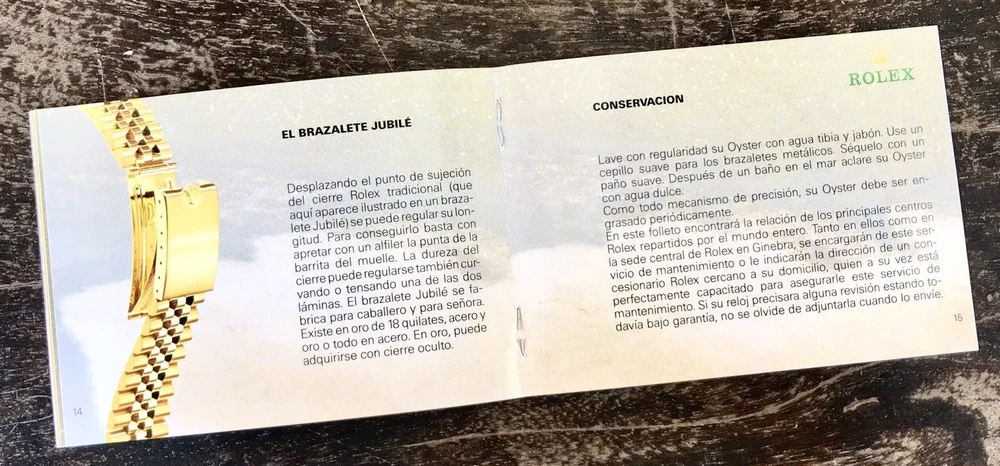 EL BRAZALETE JUBILÉ
Desplazando el punto de sujeción
del cierre Rolex tradicional (que
aquí aparece ilustrado en un braza-
lete Jubilé) se puede regular su lon-
gitud. Para conseguirlo basta con
apretar con un alfiler la punta de la
barrita del muelle. La dureza del
cierre puede regularse también cur-
vando o tensando una de las dos
láminas. El brazalete Jubilé se fa-
brica para caballero y para señora.
Existe en oro de 18 quilates, acero y
oro o todo en acero. En oro, puede
adquirirse con cierre oculto.
14
ROLEX
CONSERVACION
Lave con regularidad su Oyster con agua tibia y jabón. Use un
cepillo suave para los brazaletes metálicos. Séquelo con un
paño suave. Después de un baño en el mar aclare su Oyster
con agua dulce.
Como todo mecanismo de precisión, su Oyster debe ser en-
grasado periódicamente.
En este folleto encontrará la relación de los principales centros
Rolex repartidos por el mundo entero. Tanto en ellos como en
la sede central de Rolex en Ginebra, se encargarán de este ser-
vicio de mantenimiento o le indicarán la dirección de un con-
cesionario Rolex cercano a su domicilio, quien a su vez está
perfectamente capacitado para asegurarle este servicio de
mantenimiento. Si su reloj precisara alguna revisión estando to-
davía bajo garantía, no se olvide de adjuntarla cuando lo envíe.
15